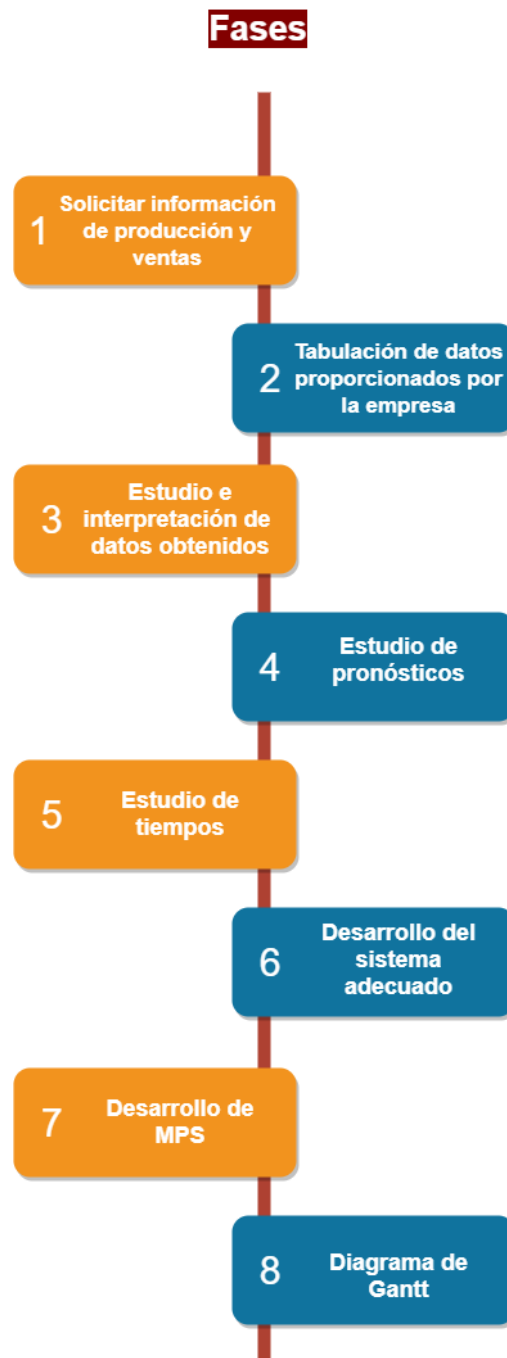 Fases
1
Solicitar información
de producción y
ventas
2
Tabulación de datos
proporcionados por
la empresa
3
Estudio e
interpretación de
datos obtenidos
4
Estudio de
pronósticos
5
Estudio de
tiempos
6
Desarrollo del
sistema
adecuado
7
Desarrollo de
MPS
8
Diagrama de
Gantt